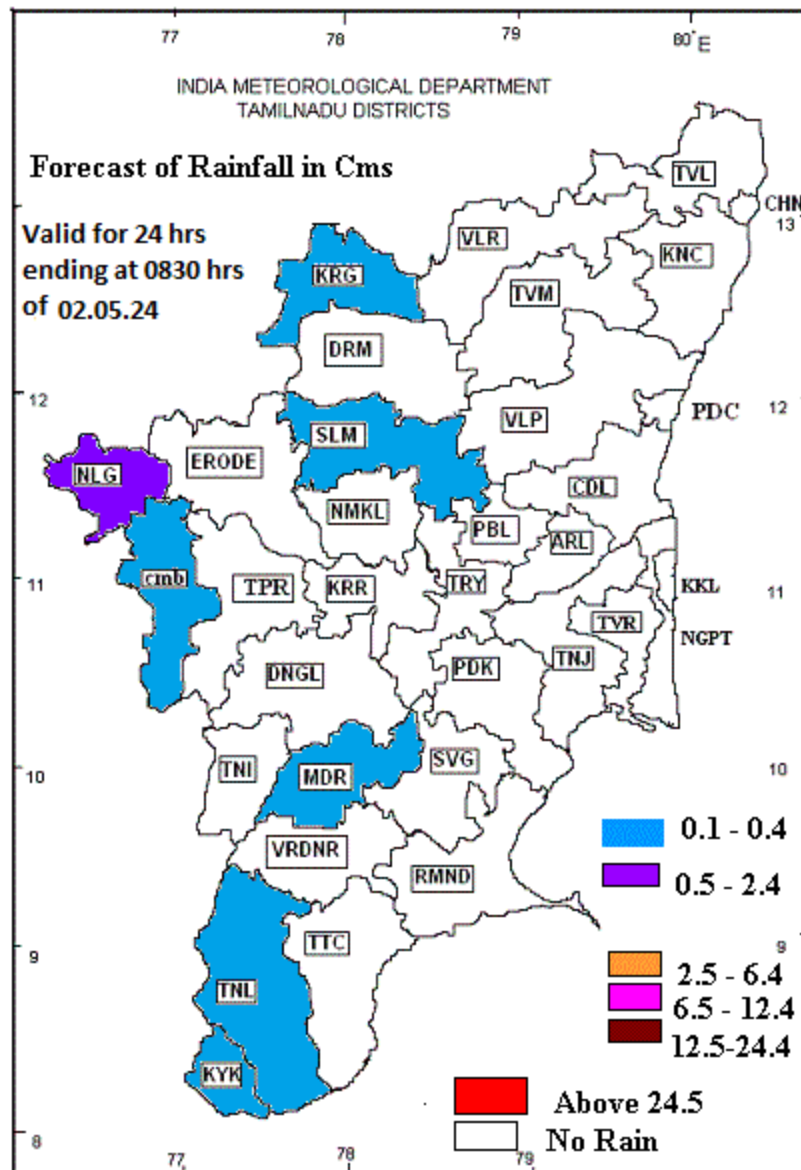 77 78 79 80°E
INDIA METEOROLOGICAL DEPARTMENT
TAMILNADU DISTRICTS
Forecast of Rainfall in Cms
TVL
CHN
13
Valid for 24 hrs
ending at 0830 hrs
of 02.05.24
VLR
KNC
KRG
TVM
DRM
12
12
PDC
VLP
SLM
ERODE
NLG
CDL
NMKL
PBL
ARL
11
cmb
TPR
KRR
TRY
KKL
11
TVR
NGPT
TNJ
DNGL
PDK
10
TNI
MDR
SVG
10
0.1 - 0.4
VRDNR
RMND
0.5 - 2.4
9
TTC
9
2.5 - 6.4
TNL
6.5 - 12.4
12.5-24.4
KYK
Above 24.5
No Rain
8
77 78 79